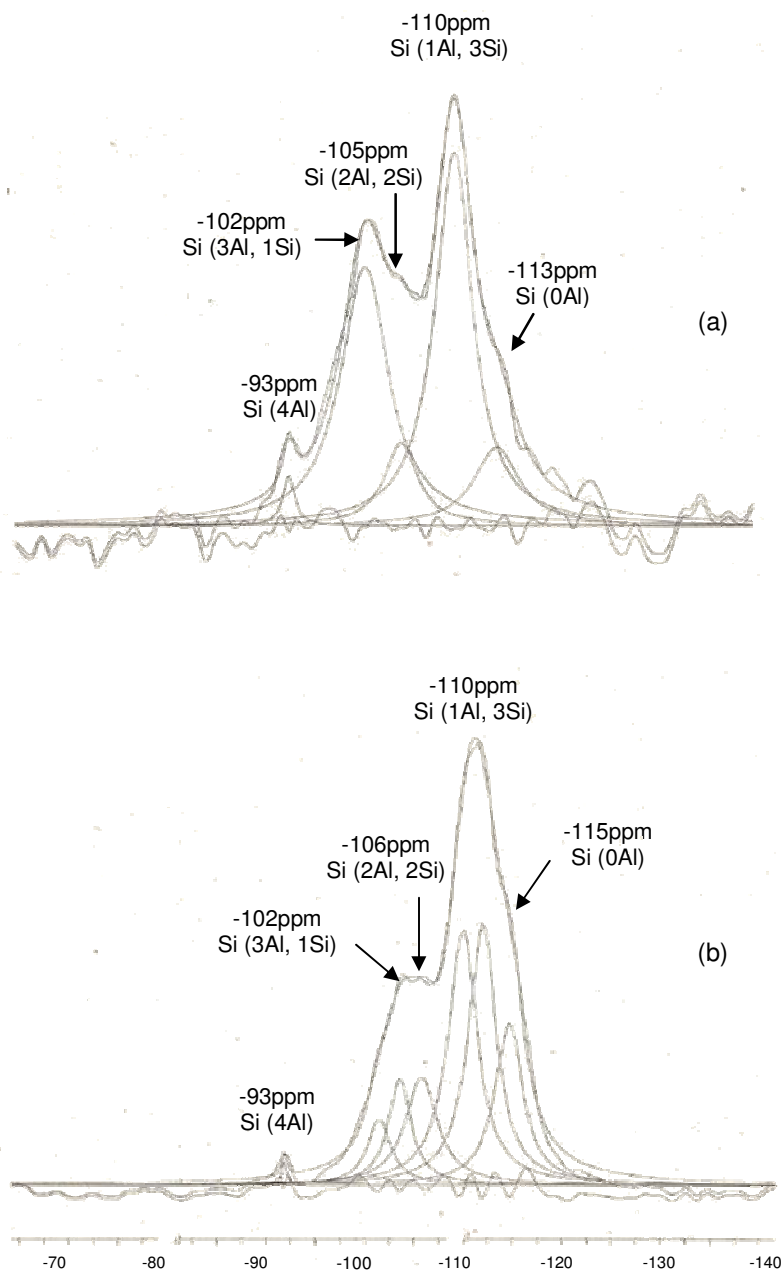 -110ppm
Si (1Al, 3Si)
-105ppm
Si (2Al, 2Si)
-102ppm
Si (3Al, 1Si)
-113ppm
Si (0Al)
(a)
-93ppm
Si (4Al)
-110ppm
Si (1Al, 3Si)
-115ppm
Si (0Al)
-106ppm
Si (2Al, 2Si)
-102ppm
Si (3Al, 1Si)
(b)
-93ppm
Si (4Al)
-70 -80 -90 -100 -110 -120 -130 -140